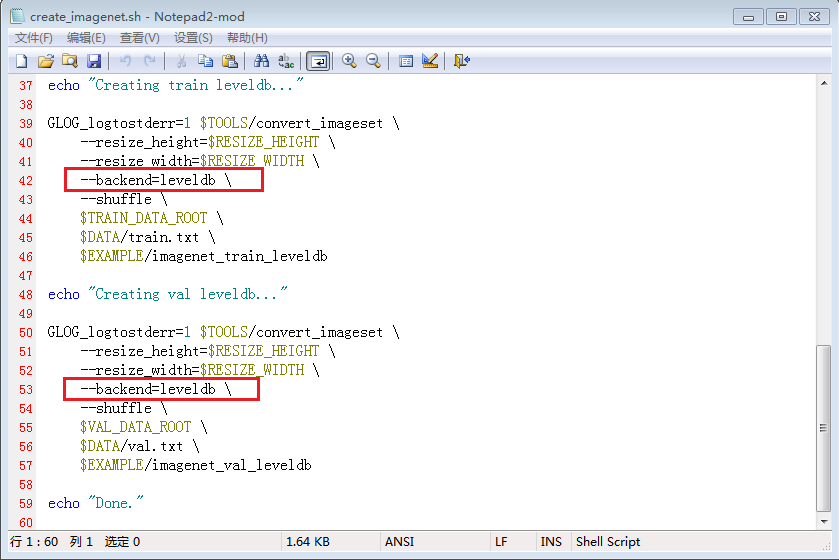 create_imagenet.sh - Notepad2-mod
文件(F) 编辑(E) 查看(V) 设置(S) 帮助(H)
37 echo "Creating train leveldb..."
38
39 GLOG_logtostderr=1 $TOOLS/convert_imageset \
40 --resize_height=$RESIZE_HEIGHT \
41 --resize_width=$RESIZE_WIDTH \
42 --backend=leveldb \
43 --shuffle \
44 $TRAIN_DATA_ROOT \
45 $DATA/train.txt \
46 $EXAMPLE/imagenet_train_leveldb
47
48 echo "Creating val leveldb..."
49
50 GLOG_logtostderr=1 $TOOLS/convert_imageset \
51 --resize_height=$RESIZE_HEIGHT \
52 --resize_width=$RESIZE_WIDTH \
53 --backend=leveldb \
54 --shuffle \
55 $VAL_DATA_ROOT \
56 $DATA/val.txt \
57 $EXAMPLE/imagenet_val_leveldb
58
59 echo "Done."
60
行 1 : 60 列 1 选定 0 1.64 KB ANSI LF INS Shell Script